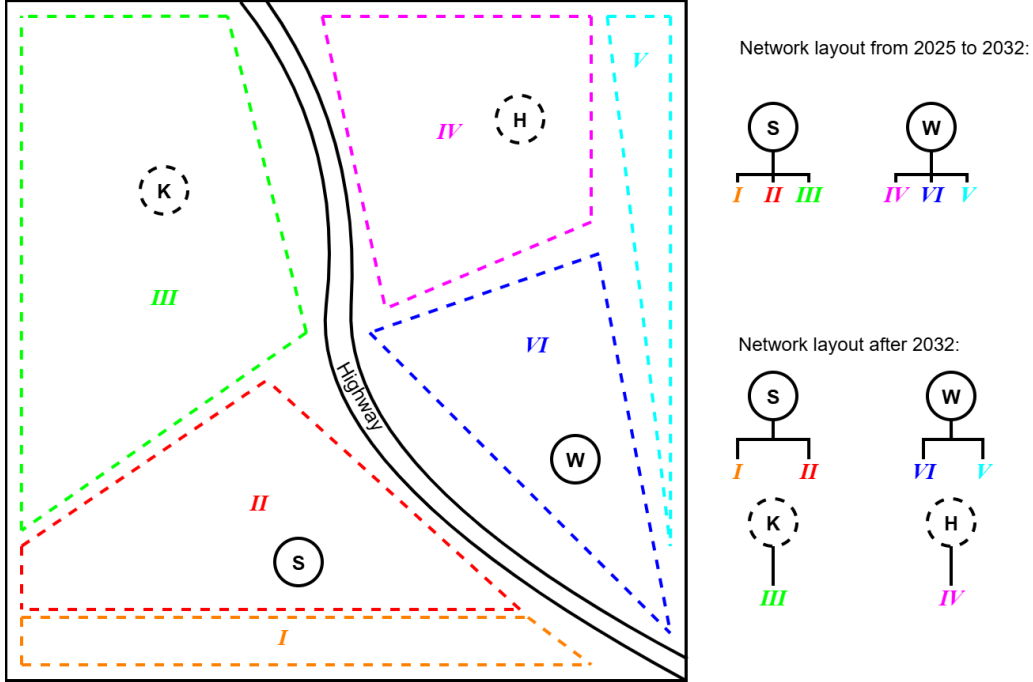 Network layout from 2025 to 2032:
S W
I II III IV VI V
V
H
IV
K
III
VI
Highway
W
II
S
I
Network layout after 2032:
S W
I II VI V
K H
III IV